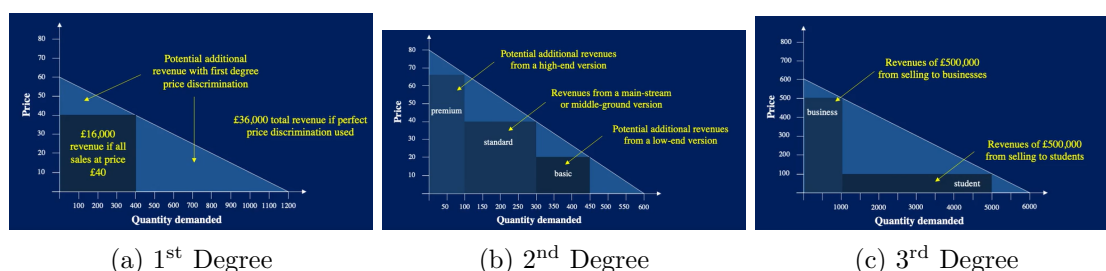 Price
80
70
60
50
40
30
20
10
Potential additional
revenue with first degree
price discrimination
£36,000 total revenue if perfect
price discrimination used
£16,000
revenue if all
sales at price
£40
100 200 300 400 500 600 700 800 900 1000 1100 1200
Quantity demanded
(a) 1st Degree
Price
80
70
60
50
40
30
20
10
Potential additional revenues
from a high-end version
Revenues from a main-stream
or middle-ground version
Potential additional revenues
from a low-end version
premium
standard
basic
50 100 150 200 250 300 350 400 450 500 550 600
Quantity demanded
(b) 2nd Degree
Price
800
700
600
500
400
300
200
100
Revenues of £500,000
from selling to businesses
business
Revenues of £500,000
from selling to students
student
1000 2000 3000 4000 5000 6000
Quantity demanded
(c) 3rd Degree